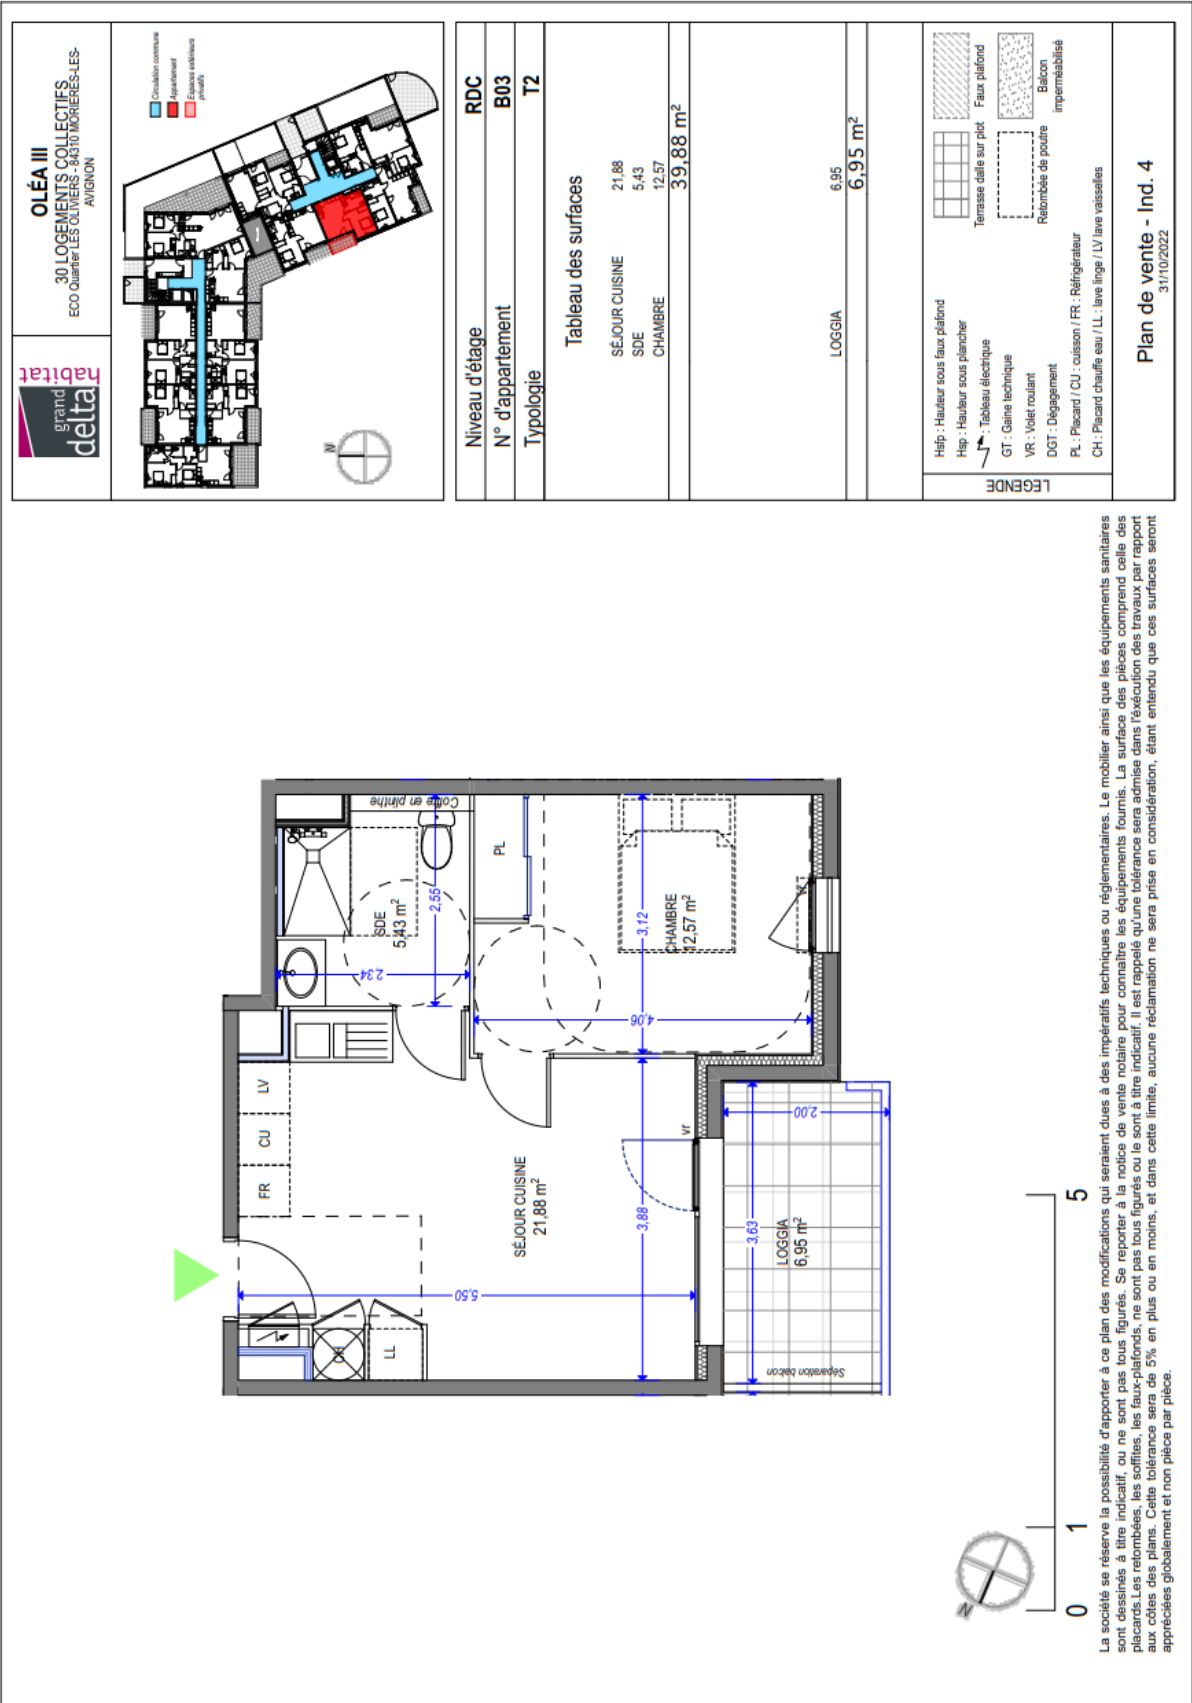 grand
delta
habitat
OLÉA III
30 LOGEMENTS COLLECTIFS
ECO Quartier LES OLIVIERS - 84310 MORIERES-LES-
AVIGNON
Circulation commune
Appartement
Espaces extérieurs
privatifs
N
Niveau d'étage RDC
N° d'appartement B03
Typologie T2
Tableau des surfaces
SÉJOUR CUISINE 21,88
SDE 5,43
CHAMBRE 12,57
39,88 m²
LOGGIA 6,95
6,95 m²
LEGENDE
Hsfp : Hauteur sous faux plafond
Hsp : Hauteur sous plancher
: Tableau électrique
GT : Gaine technique
VR : Volet roulant
DGT : Dégagement
PL : Placard / CU : cuisson / FR : Réfrigérateur
CH : Placard chauffe eau / LL : lave linge / LV lave vaisselles
Terrasse dalle sur plot
Faux plafond
Retombée de poutre
Balcon
imperméabilisé
Plan de vente - Ind. 4
31/10/2022
Coffre en plinthe
SDE
5,43 m²
2,55
2,34
PL
CHAMBRE
12,57 m²
3,12
4,06
LV
CU
FR
SÉJOUR CUISINE
21,88 m²
3,88
5,50
CH
LL
vr
LOGGIA
6,95 m²
3,63
2,00
Séparation balcon
N
0 1 5
La société se réserve la possibilité d'apporter à ce plan des modifications qui seraient dues à des impératifs techniques ou réglementaires. Le mobilier ainsi que les équipements sanitaires
sont dessinés à titre indicatif, ou ne sont pas tous figurés. Se reporter à la notice de vente notaire pour connaître les équipements fournis. La surface des pièces comprend celle des
placards.Les retombées, les soffites, les faux-plafonds, ne sont pas tous figurés ou le sont à titre indicatif. Il est rappelé qu'une tolérance sera admise dans l'exécution des travaux par rapport
aux côtes des plans. Cette tolérance sera de 5% en plus ou en moins, et dans cette limite, aucune réclamation ne sera prise en considération, étant entendu que ces surfaces seront
appréciées globalement et non pièce par pièce.